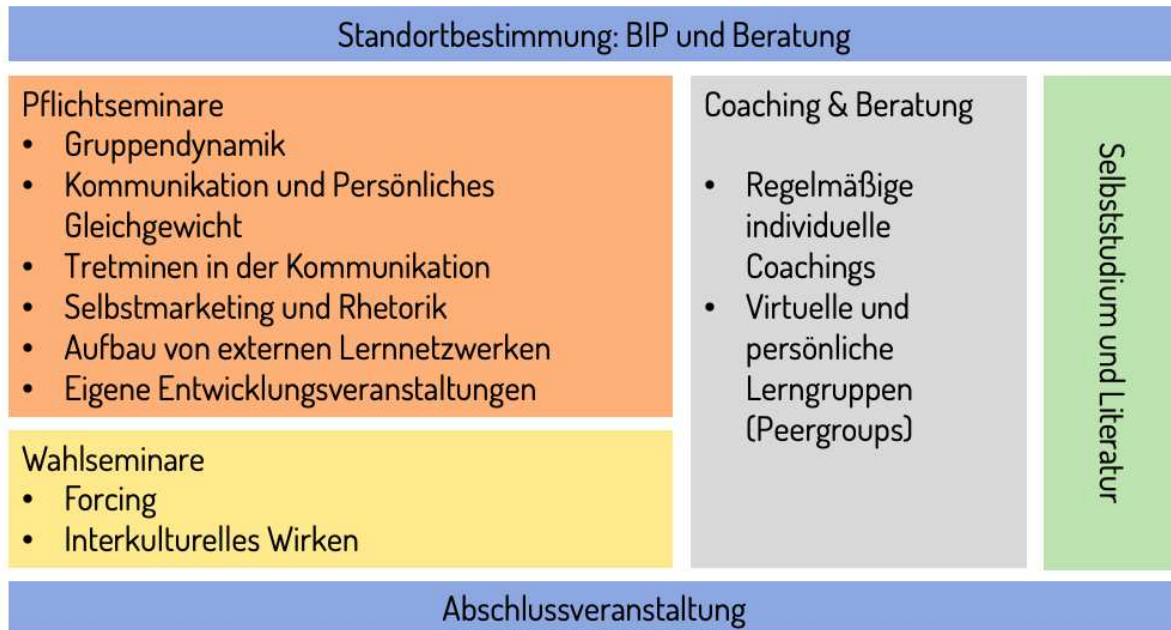 Standortbestimmung: BIP und Beratung
Pflichtseminare
• Gruppendynamik
• Kommunikation und Persönliches
Gleichgewicht
• Tretminen in der Kommunikation
• Selbstmarketing und Rhetorik
• Aufbau von externen Lernnetzwerken
• Eigene Entwicklungsveranstaltungen
Wahlseminare
• Forcing
• Interkulturelles Wirken
Coaching & Beratung
• Regelmäßige
individuelle
Coachings
• Virtuelle und
persönliche
Lerngruppen
(Peergroups)
Selbststudium und Literatur
Abschlussveranstaltung